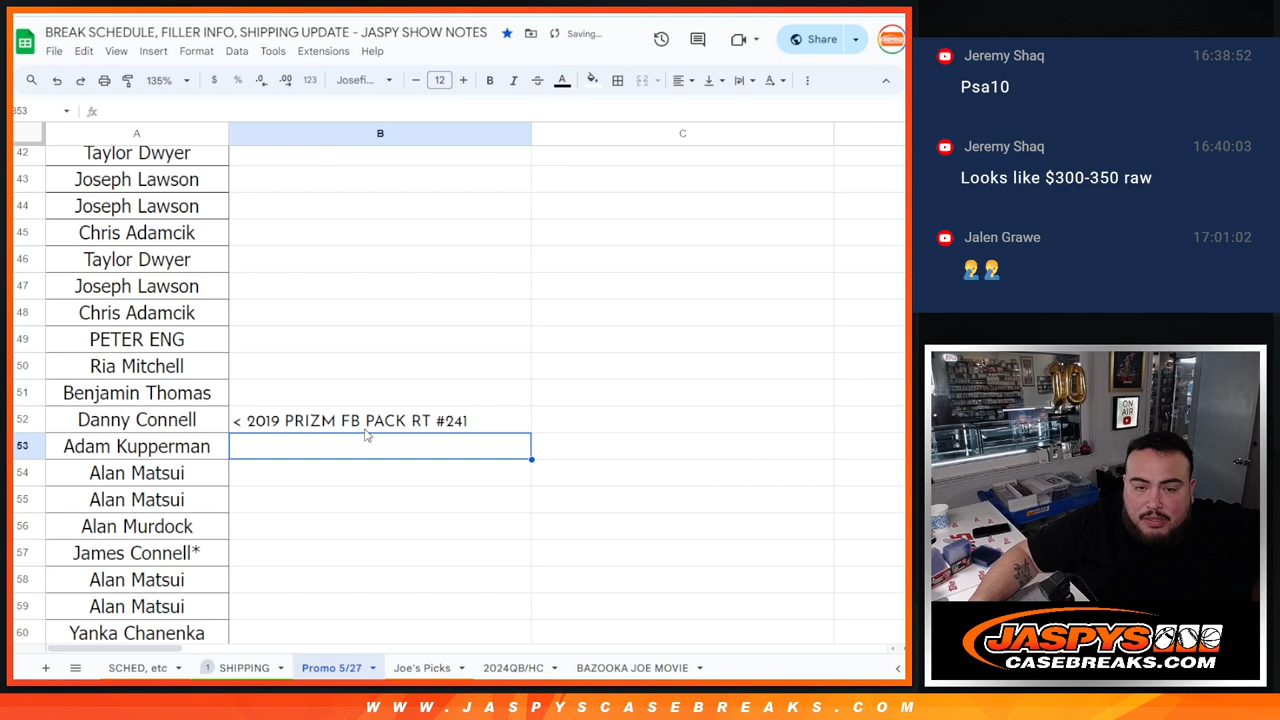 BREAK SCHEDULE, FILLER INFO, SHIPPING UPDATE - JASPY SHOW NOTES
Saving...
File Edit View Insert Format Data Tools Extensions Help
Share
135% $ % .0 .00 123 Josefi... 12 B I A
353
fx
A B C
42 Taylor Dwyer
43 Joseph Lawson
44 Joseph Lawson
45 Chris Adamcik
46 Taylor Dwyer
47 Joseph Lawson
48 Chris Adamcik
49 PETER ENG
50 Ria Mitchell
51 Benjamin Thomas
52 Danny Connell < 2019 PRIZM FB PACK RT #241
53 Adam Kupperman
54 Alan Matsui
55 Alan Matsui
56 Alan Murdock
57 James Connell*
58 Alan Matsui
59 Alan Matsui
60 Yanka Chanenka
SCHED, etc 1 SHIPPING Promo 5/27 Joe's Picks 2024QB/HC BAZOOKA JOE MOVIE
Jeremy Shaq 16:38:52
Psa10
Jeremy Shaq 16:40:03
Looks like $300-350 raw
Jalen Grawe 17:01:02
10
ON
AIR
JASPYS
CASEBREAKS.COM
WWW.JASPYSCASEBREAKS.COM